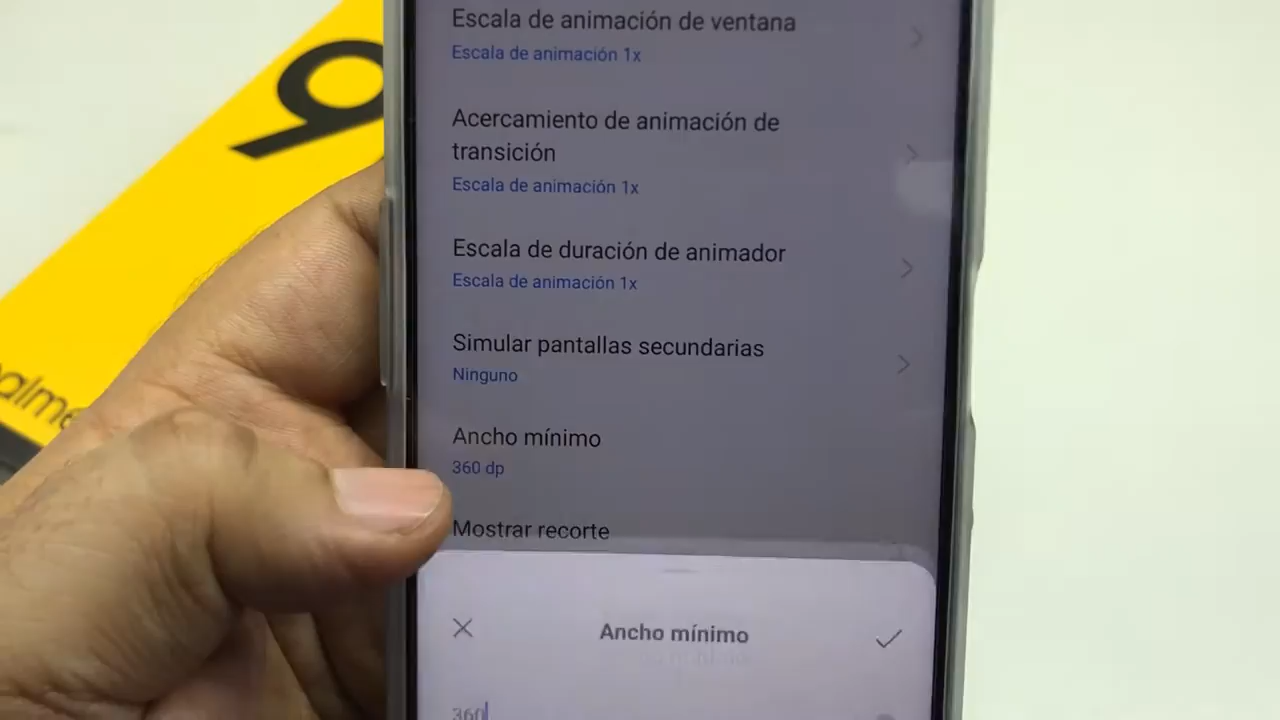 9
realme
Escala de animación de ventana
Escala de animación 1x
Acercamiento de animación de
transición
Escala de animación 1x
Escala de duración de animador
Escala de animación 1x
Simular pantallas secundarias
Ninguno
Ancho mínimo
360 dp
Mostrar recorte
Ancho mínimo
360